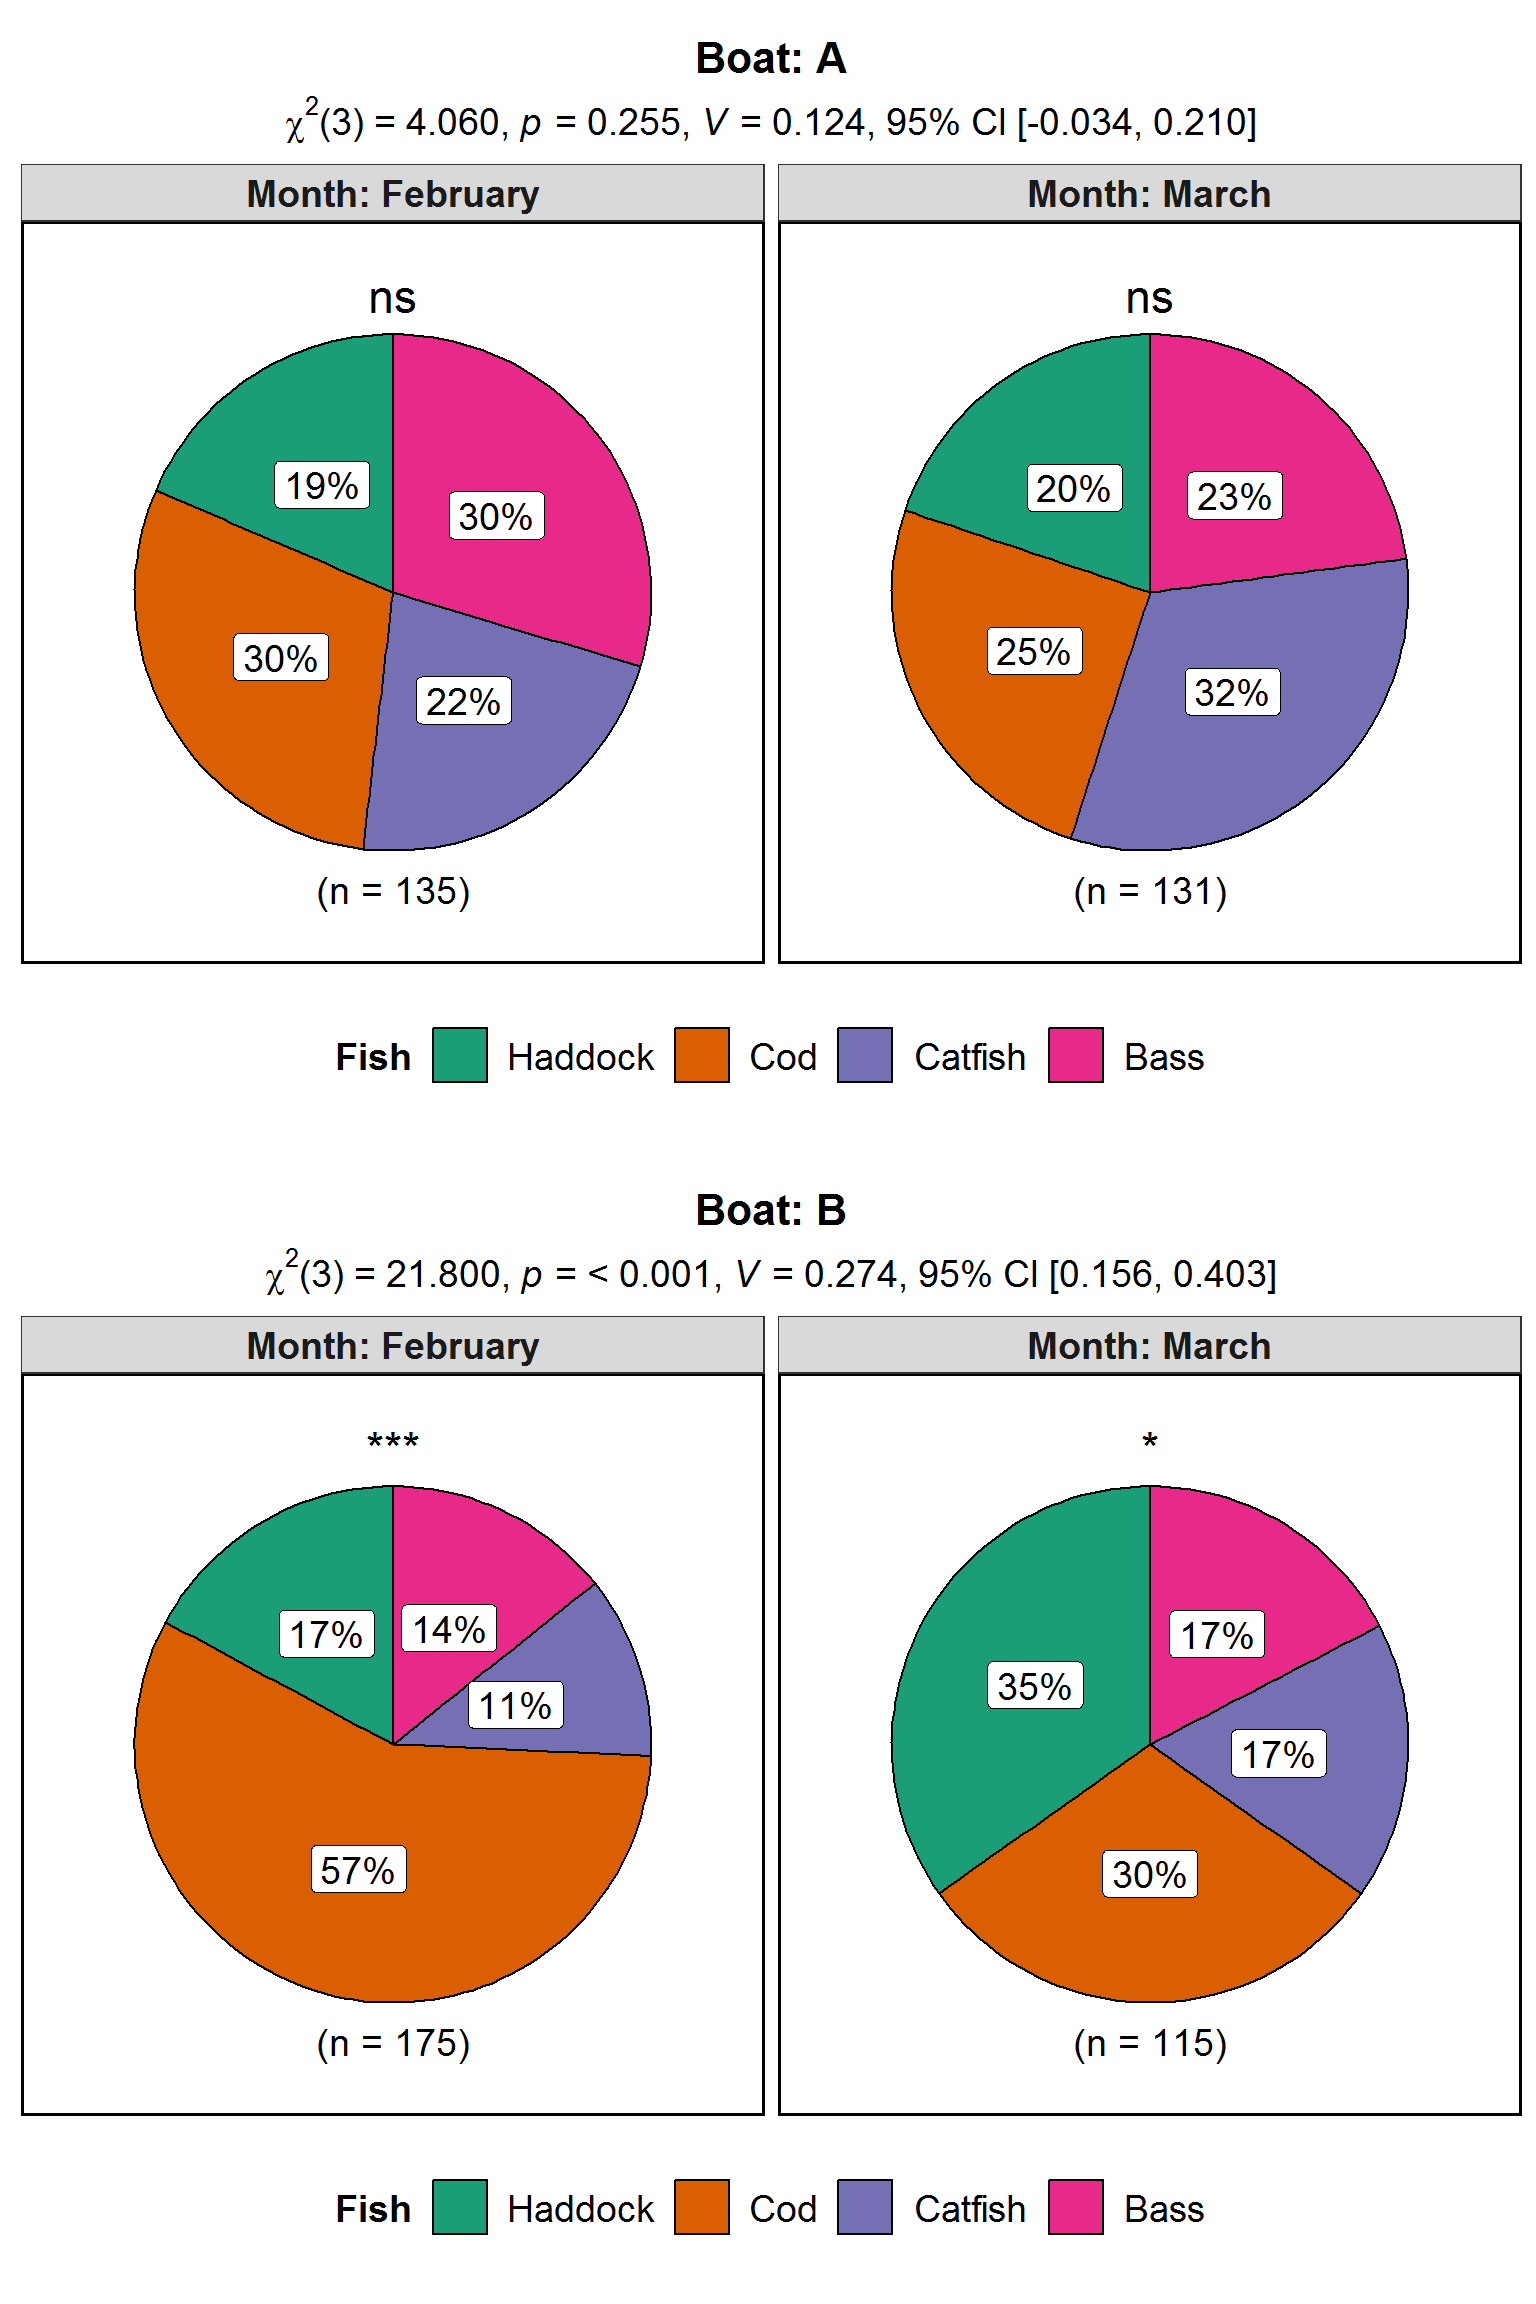 Boat: A
χ²(3) = 4.060, p = 0.255, V = 0.124, 95% CI [-0.034, 0.210]
Month: February
ns
19%
30%
30%
22%
(n = 135)
Month: March
ns
20%
23%
25%
32%
(n = 131)
Fish Haddock Cod Catfish Bass
Boat: B
χ²(3) = 21.800, p = < 0.001, V = 0.274, 95% CI [0.156, 0.403]
Month: February
***
17%
14%
11%
57%
(n = 175)
Month: March
*
17%
35%
17%
30%
(n = 115)
Fish Haddock Cod Catfish Bass